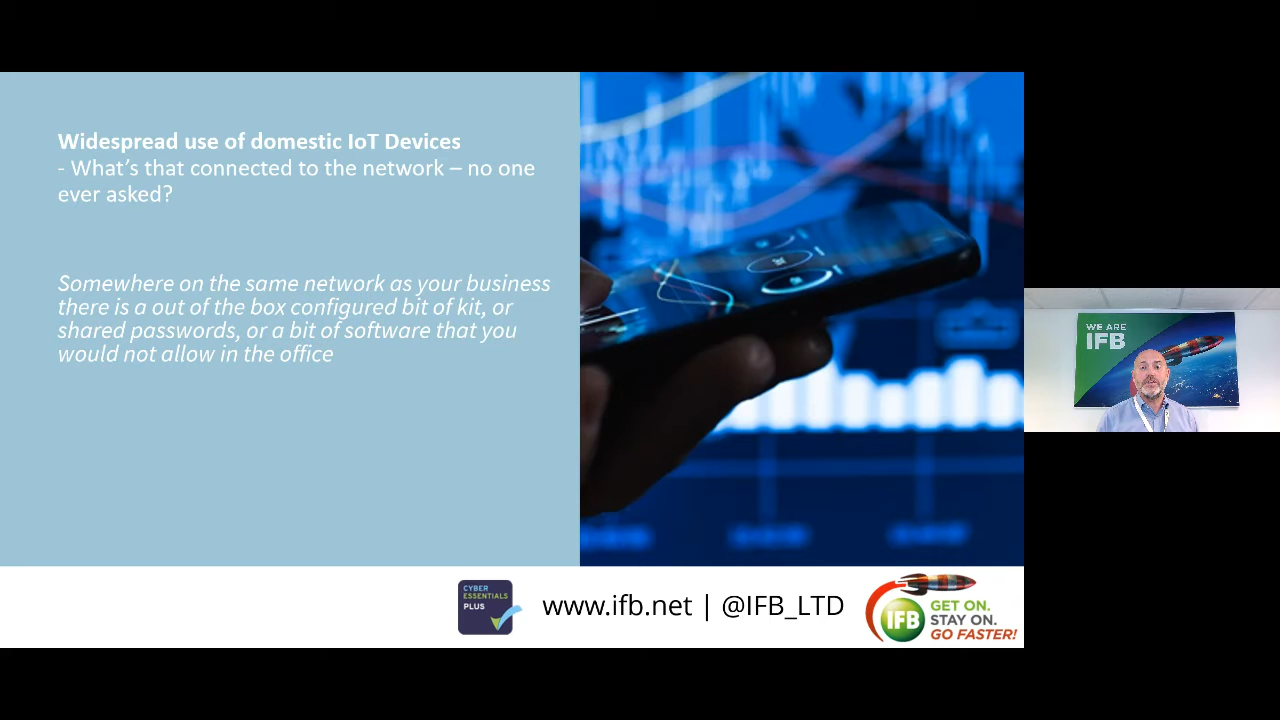 Widespread use of domestic IoT Devices
- What's that connected to the network – no one
ever asked?
Somewhere on the same network as your business
there is a out of the box configured bit of kit, or
shared passwords, or a bit of software that you
would not allow in the office
WE ARE
IFB
CYBER
ESSENTIALS
PLUS
www.ifb.net | @IFB_LTD
IFB
GET ON.
STAY ON.
GO FASTER!